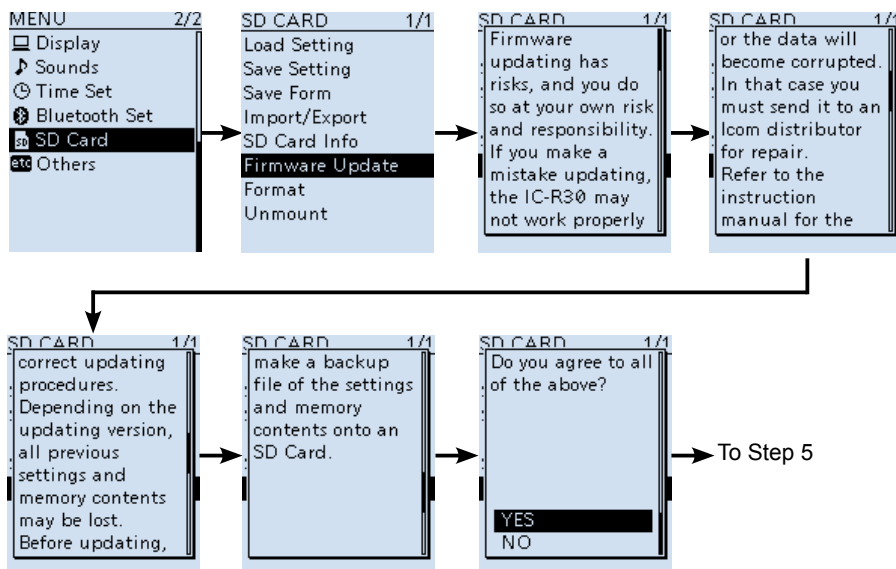 MENU 2/2
Display
Sounds
Time Set
Bluetooth Set
SD Card
etc Others
SD CARD 1/1
Load Setting
Save Setting
Save Form
Import/Export
SD Card Info
Firmware Update
Format
Unmount
SD CARD 1/1
Firmware
updating has
risks, and you do
so at your own risk
and responsibility.
If you make a
mistake updating,
the IC-R30 may
not work properly
SD CARD 1/1
or the data will
become corrupted.
In that case you
must send it to an
Icom distributor
for repair.
Refer to the
instruction
manual for the
SD CARD 1/1
correct updating
procedures.
Depending on the
updating version,
all previous
settings and
memory contents
may be lost.
Before updating,
SD CARD 1/1
make a backup
file of the settings
and memory
contents onto an
SD Card.
SD CARD 1/1
Do you agree to all
of the above?
YES
NO
To Step 5